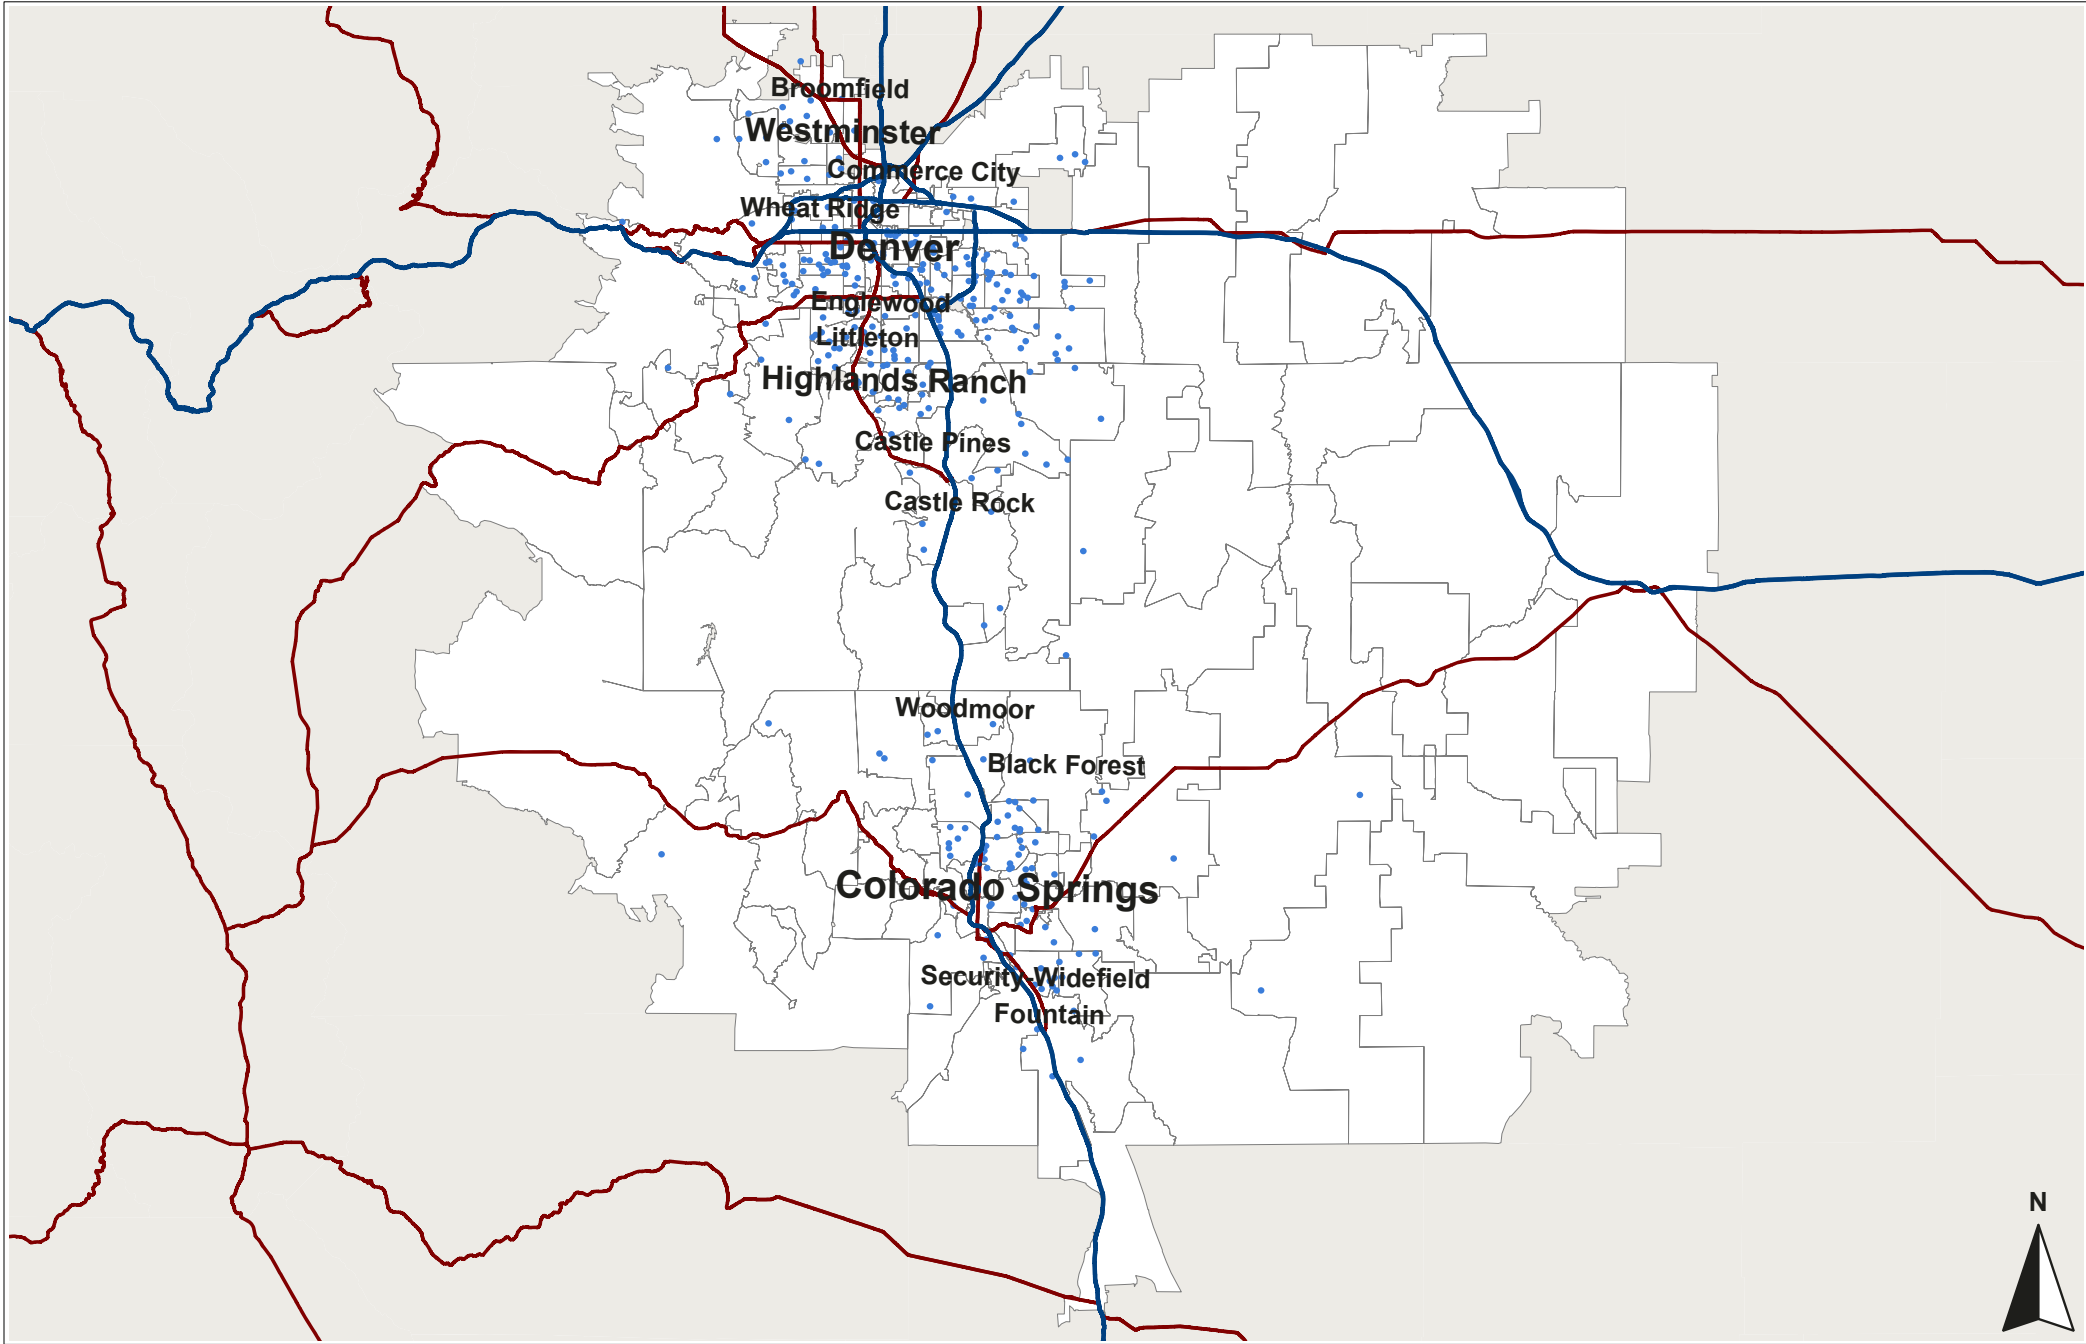 Broomfield
Westminster
Commerce City
Wheat Ridge
Denver
Englewood
Littleton
Highlands Ranch
Castle Pines
Castle Rock
Woodmoor
Black Forest
Colorado Springs
Security-Widefield
Fountain
N